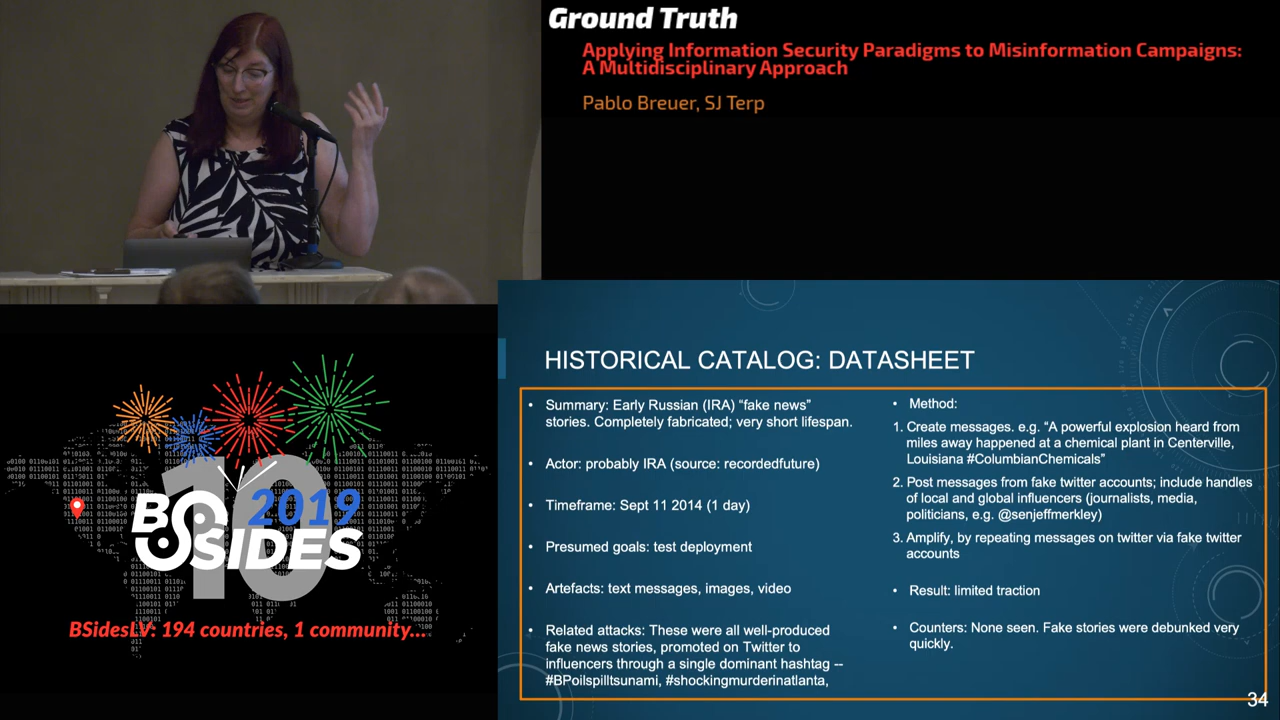 Ground Truth
Applying Information Security Paradigms to Misinformation Campaigns:
A Multidisciplinary Approach
Pablo Breuer, SJ Terp
HISTORICAL CATALOG: DATASHEET
• Summary: Early Russian (IRA) “fake news”
stories. Completely fabricated; very short lifespan.
• Actor: probably IRA (source: recordedfuture)
• Timeframe: Sept 11 2014 (1 day)
• Presumed goals: test deployment
• Artefacts: text messages, images, video
• Related attacks: These were all well-produced
fake news stories, promoted on Twitter to
influencers through a single dominant hashtag --
#BPoilspilltsunami, #shockingmurderinatlanta,
• Method:
1. Create messages. e.g. “A powerful explosion heard from
miles away happened at a chemical plant in Centerville,
Louisiana #ColumbianChemicals”
2. Post messages from fake twitter accounts; include handles
of local and global influencers (journalists, media,
politicians, e.g. @senjeffmerkley)
3. Amplify, by repeating messages on twitter via fake twitter
accounts
• Result: limited traction
• Counters: None seen. Fake stories were debunked very
quickly.
34
10
2019
BSIDES
BSidesLV: 194 countries, 1 community...